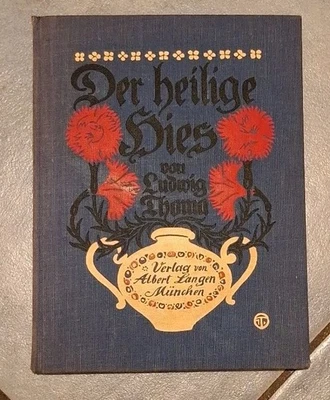 Der heilige
Hies
von
Ludwig
Thoma
Verlag von
Albert Langen
München